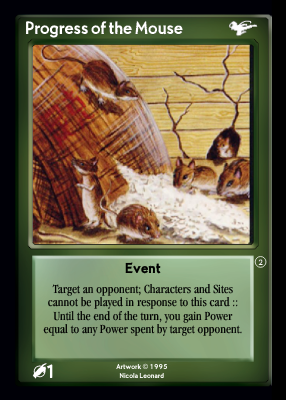 Progress of the Mouse
2
Event
Target an opponent; Characters and Sites
cannot be played in response to this card ::
Until the end of the turn, you gain Power
equal to any Power spent by target opponent.
1
Artwork © 1995
Nicola Leonard